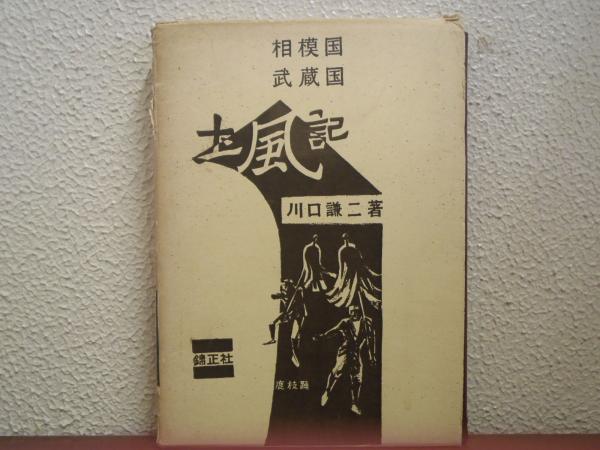 相模国
武蔵国
土風記
川口謙二著
錦正社